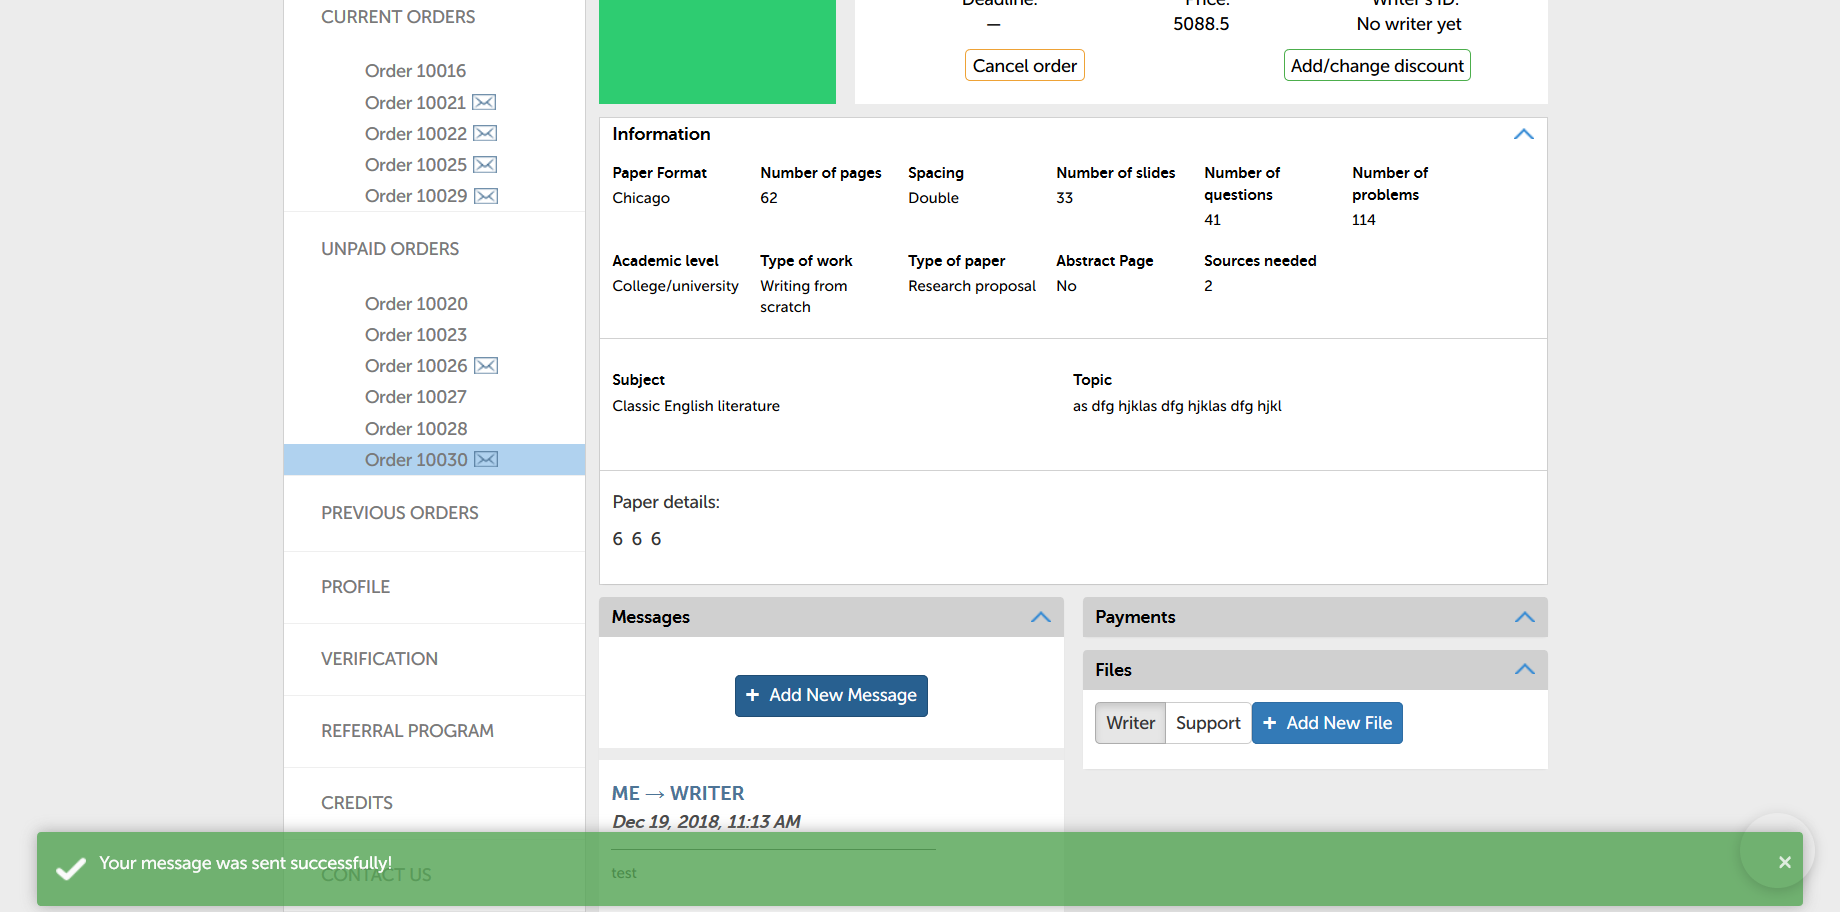 CURRENT ORDERS
Order 10016
Order 10021
Order 10022
Order 10025
Order 10029
UNPAID ORDERS
Order 10020
Order 10023
Order 10026
Order 10027
Order 10028
Order 10030
PREVIOUS ORDERS
PROFILE
VERIFICATION
REFERRAL PROGRAM
CREDITS
CONTACT US
Deadline: Price: Writer's ID:
— 5088.5 No writer yet
Cancel order Add/change discount
Information
Paper Format Number of pages Spacing Number of slides Number of questions Number of problems
Chicago 62 Double 33 41 114
Academic level Type of work Type of paper Abstract Page Sources needed
College/university Writing from scratch Research proposal No 2
Subject Topic
Classic English literature as dfg hjklas dfg hjklas dfg hjkl
Paper details:
6 6 6
Messages
+ Add New Message
ME → WRITER
Dec 19, 2018, 11:13 AM
test
Payments
Files
Writer Support + Add New File
Your message was sent successfully! ×